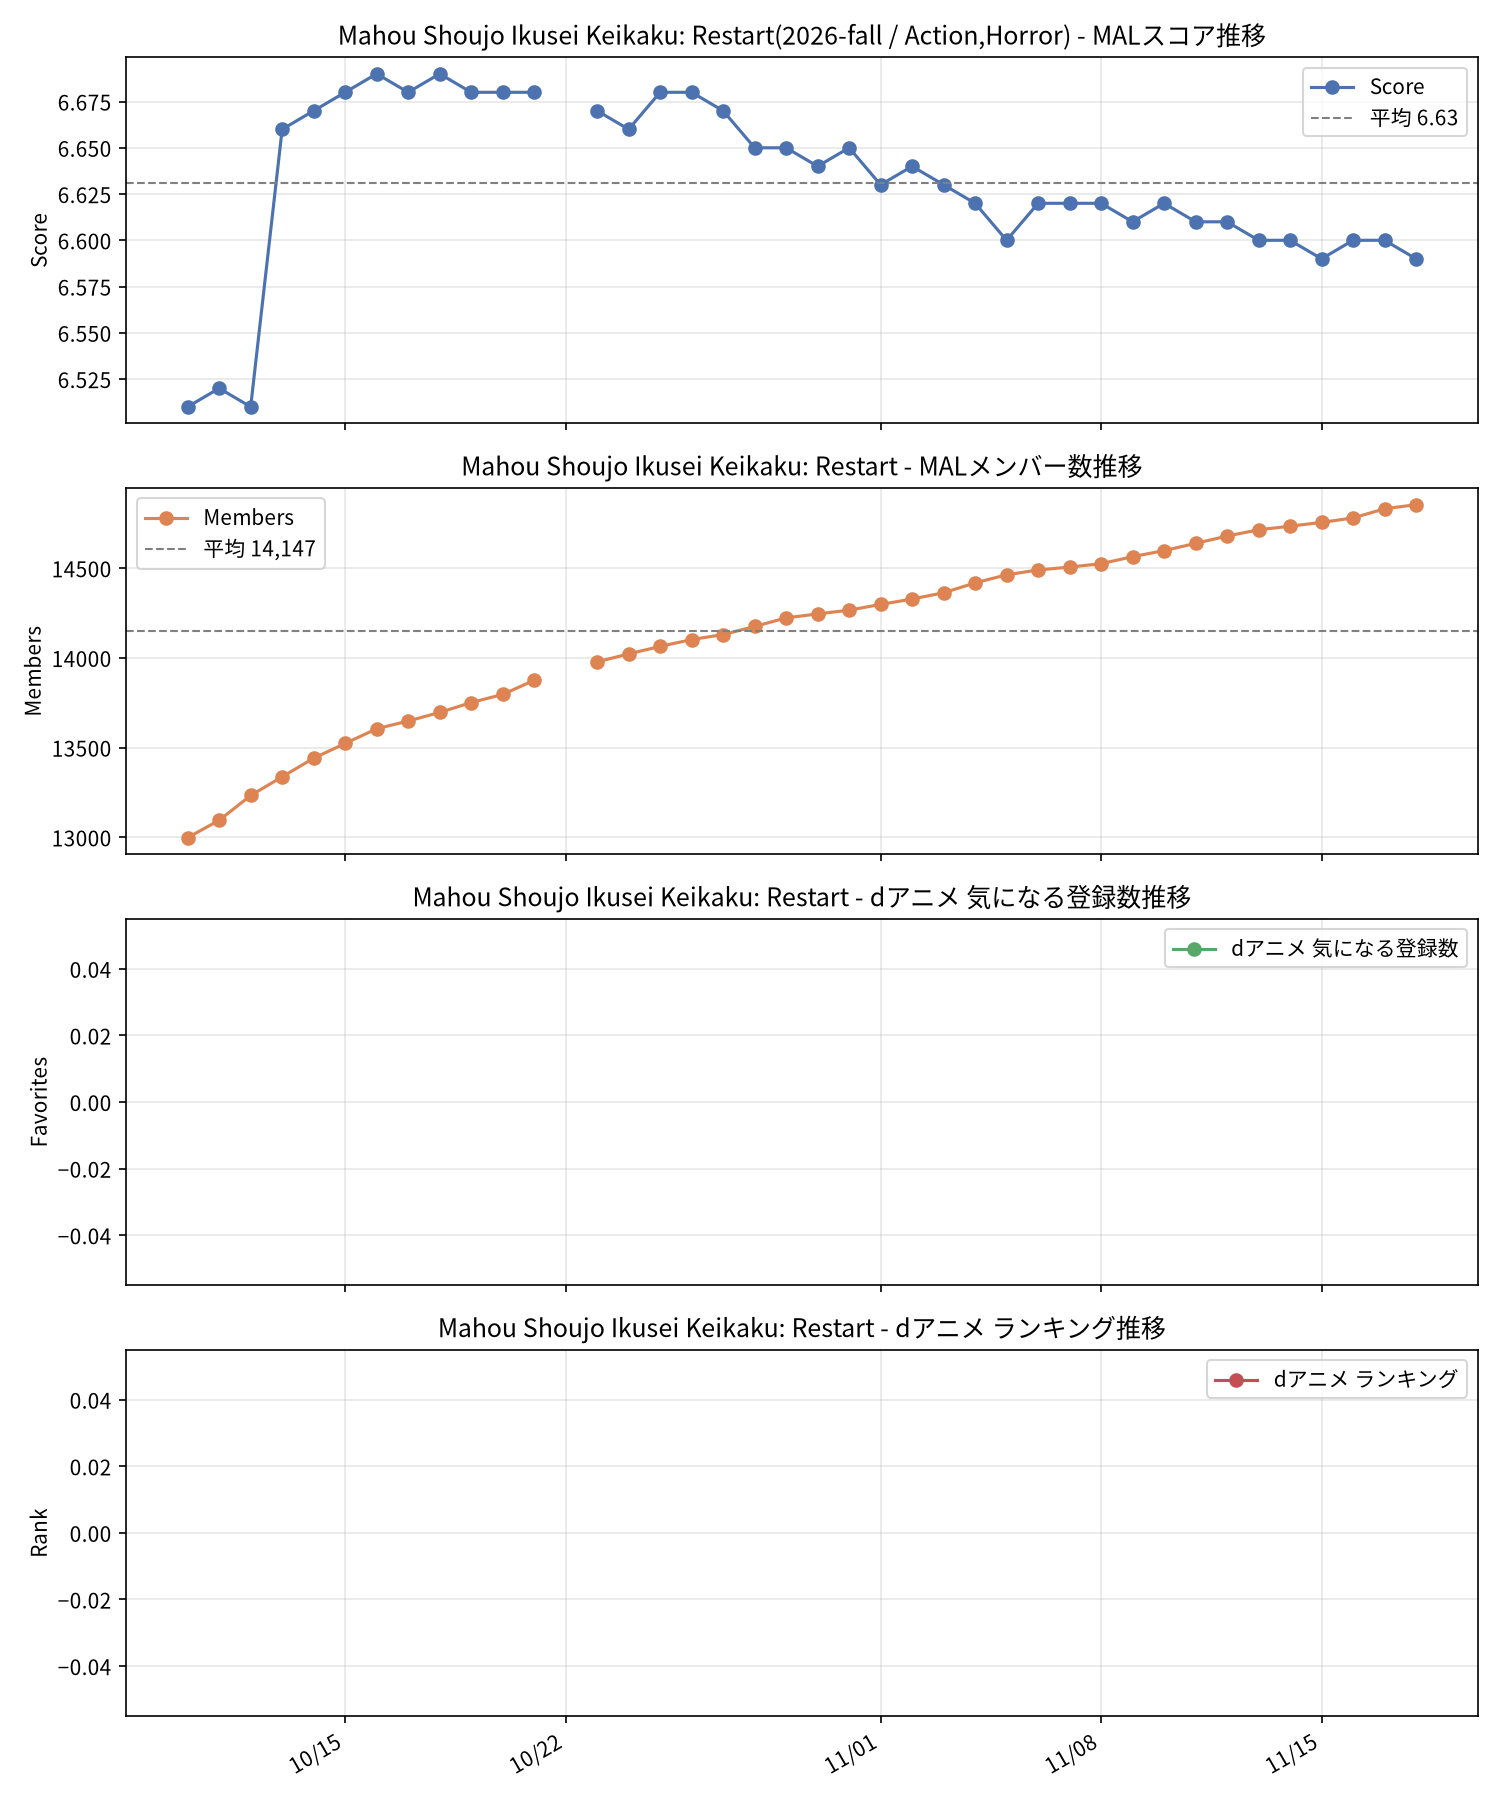 Mahou Shoujo Ikusei Keikaku: Restart(2026-fall / Action,Horror) - MALスコア推移
Score
平均 6.63
Score
6.675
6.650
6.625
6.600
6.575
6.550
6.525
Mahou Shoujo Ikusei Keikaku: Restart - MALメンバー数推移
Members
平均 14,147
Members
14500
14000
13500
13000
Mahou Shoujo Ikusei Keikaku: Restart - dアニメ 気になる登録数推移
dアニメ 気になる登録数
Favorites
0.04
0.02
0.00
−0.02
−0.04
Mahou Shoujo Ikusei Keikaku: Restart - dアニメ ランキング推移
dアニメ ランキング
Rank
0.04
0.02
0.00
−0.02
−0.04
10/15
10/22
11/01
11/08
11/15